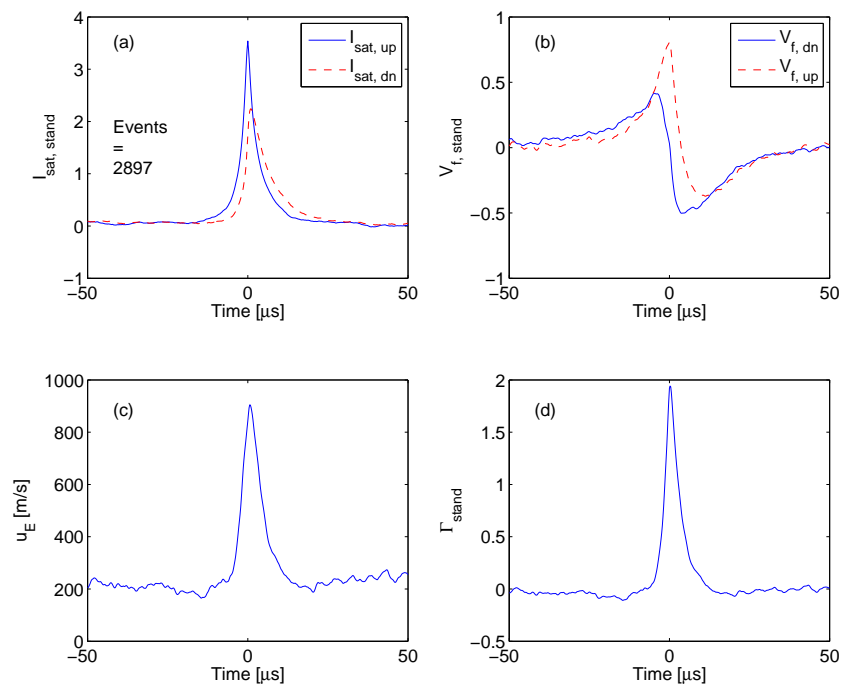 (a)
I_sat, up
I_sat, dn
Events
=
2897
4
3
2
1
0
−1
I_sat, stand
−50
0
50
Time [μs]
(b)
V_f, dn
V_f, up
1
0.5
0
−0.5
−1
V_f, stand
−50
0
50
Time [μs]
(c)
1000
800
600
400
200
0
u_E [m/s]
−50
0
50
Time [μs]
(d)
2
1.5
1
0.5
0
−0.5
Γ_stand
−50
0
50
Time [μs]